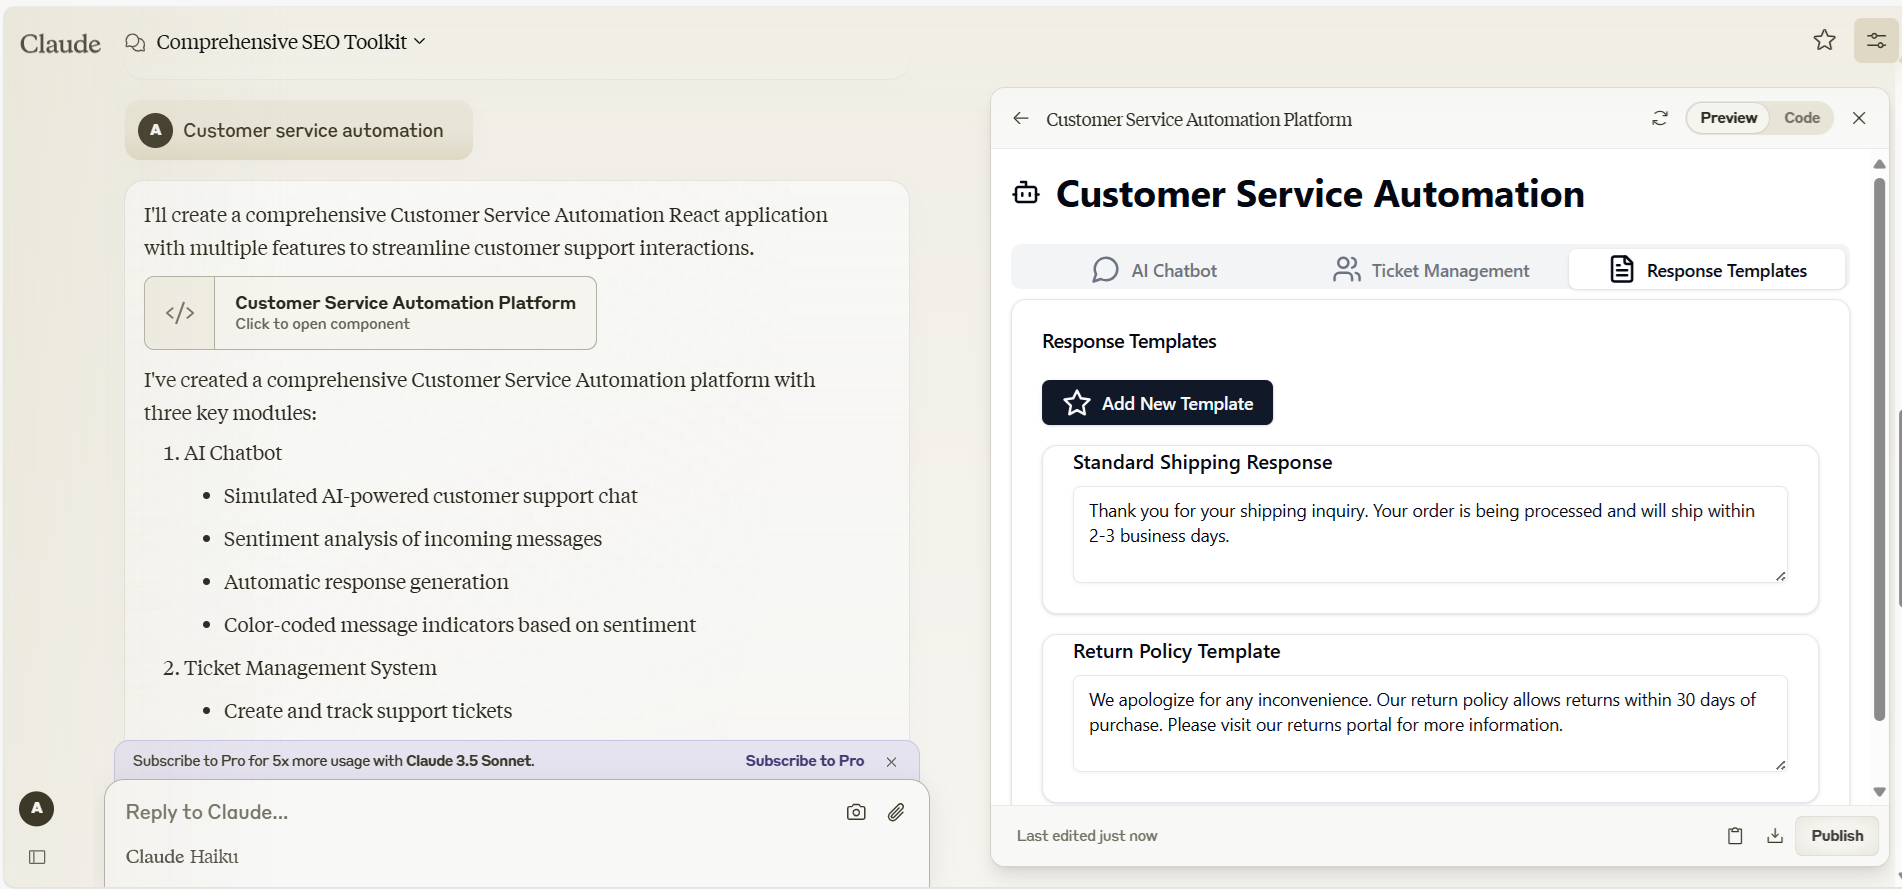 Claude
Comprehensive SEO Toolkit
A
Customer service automation
I'll create a comprehensive Customer Service Automation React application
with multiple features to streamline customer support interactions.
</>
Customer Service Automation Platform
Click to open component
I've created a comprehensive Customer Service Automation platform with
three key modules:
1. AI Chatbot
• Simulated AI-powered customer support chat
• Sentiment analysis of incoming messages
• Automatic response generation
• Color-coded message indicators based on sentiment
2. Ticket Management System
• Create and track support tickets
Subscribe to Pro for 5x more usage with Claude 3.5 Sonnet.
Subscribe to Pro
A
Reply to Claude...
Claude Haiku
Customer Service Automation Platform
Preview
Code
Customer Service Automation
AI Chatbot
Ticket Management
Response Templates
Response Templates
Add New Template
Standard Shipping Response
Thank you for your shipping inquiry. Your order is being processed and will ship within
2-3 business days.
Return Policy Template
We apologize for any inconvenience. Our return policy allows returns within 30 days of
purchase. Please visit our returns portal for more information.
Last edited just now
Publish